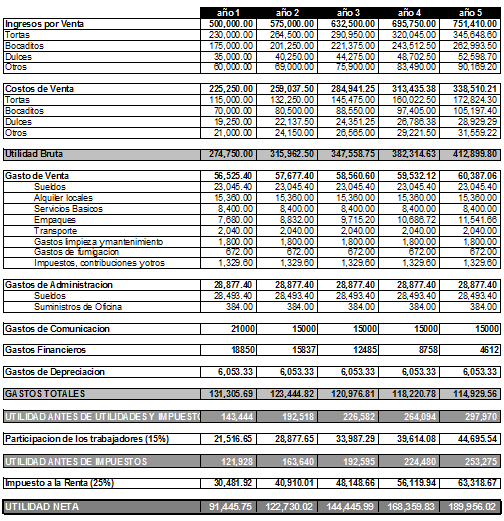 año 1 año 2 año 3 año 4 año 5
Ingresos por Venta 500,000.00 575,000.00 632,500.00 695,750.00 751,410.00
Tortas 230,000.00 264,500.00 290,950.00 320,045.00 345,648.60
Bocaditos 175,000.00 201,250.00 221,375.00 243,512.50 262,993.50
Dulces 35,000.00 40,250.00 44,275.00 48,702.50 52,598.70
Otros 60,000.00 69,000.00 75,900.00 83,490.00 90,169.20
Costos de Venta 225,250.00 259,037.50 284,941.25 313,435.38 338,510.21
Tortas 115,000.00 132,250.00 145,475.00 160,022.50 172,824.30
Bocaditos 70,000.00 80,500.00 88,550.00 97,405.00 105,197.40
Dulces 19,250.00 22,137.50 24,351.25 26,786.38 28,929.29
Otros 21,000.00 24,150.00 26,565.00 29,221.50 31,559.22
Utilidad Bruta 274,750.00 315,962.50 347,558.75 382,314.63 412,899.80
Gasto de Venta 56,525.40 57,677.40 58,560.60 59,532.12 60,387.06
Sueldos 23,045.40 23,045.40 23,045.40 23,045.40 23,045.40
Alquiler locales 15,360.00 15,360.00 15,360.00 15,360.00 15,360.00
Servicios Basicos 8,400.00 8,400.00 8,400.00 8,400.00 8,400.00
Empaques 7,680.00 8,832.00 9,715.20 10,686.72 11,541.66
Transporte 2,040.00 2,040.00 2,040.00 2,040.00 2,040.00
Gastos limpieza y mantenimiento 1,800.00 1,800.00 1,800.00 1,800.00 1,800.00
Gastos de fumigacion 672.00 672.00 672.00 672.00 672.00
Impuestos, contribuciones y otros 1,329.60 1,329.60 1,329.60 1,329.60 1,329.60
Gastos de Administracion 28,877.40 28,877.40 28,877.40 28,877.40 28,877.40
Sueldos 28,493.40 28,493.40 28,493.40 28,493.40 28,493.40
Suministros de Oficina 384.00 384.00 384.00 384.00 384.00
Gastos de Comunicacion 21000 15000 15000 15000 15000
Gastos Financieros 18850 15837 12485 8758 4612
Gastos de Depreciacion 6,053.33 6,053.33 6,053.33 6,053.33 6,053.33
GASTOS TOTALES 131,305.69 123,444.82 120,976.81 118,220.78 114,929.56
UTILIDAD ANTES DE UTILIDADES Y IMPUESTO 143,444 192,518 226,582 264,094 297,970
Participacion de los trabajadores (15%) 21,516.65 28,877.65 33,987.29 39,614.08 44,695.54
UTILIDAD ANTES DE IMPUESTOS 121,928 163,640 192,595 224,480 253,275
Impuesto a la Renta (25%) 30,481.92 40,910.01 48,148.66 56,119.94 63,318.67
UTILIDAD NETA 91,445.75 122,730.02 144,445.99 168,359.83 189,956.02